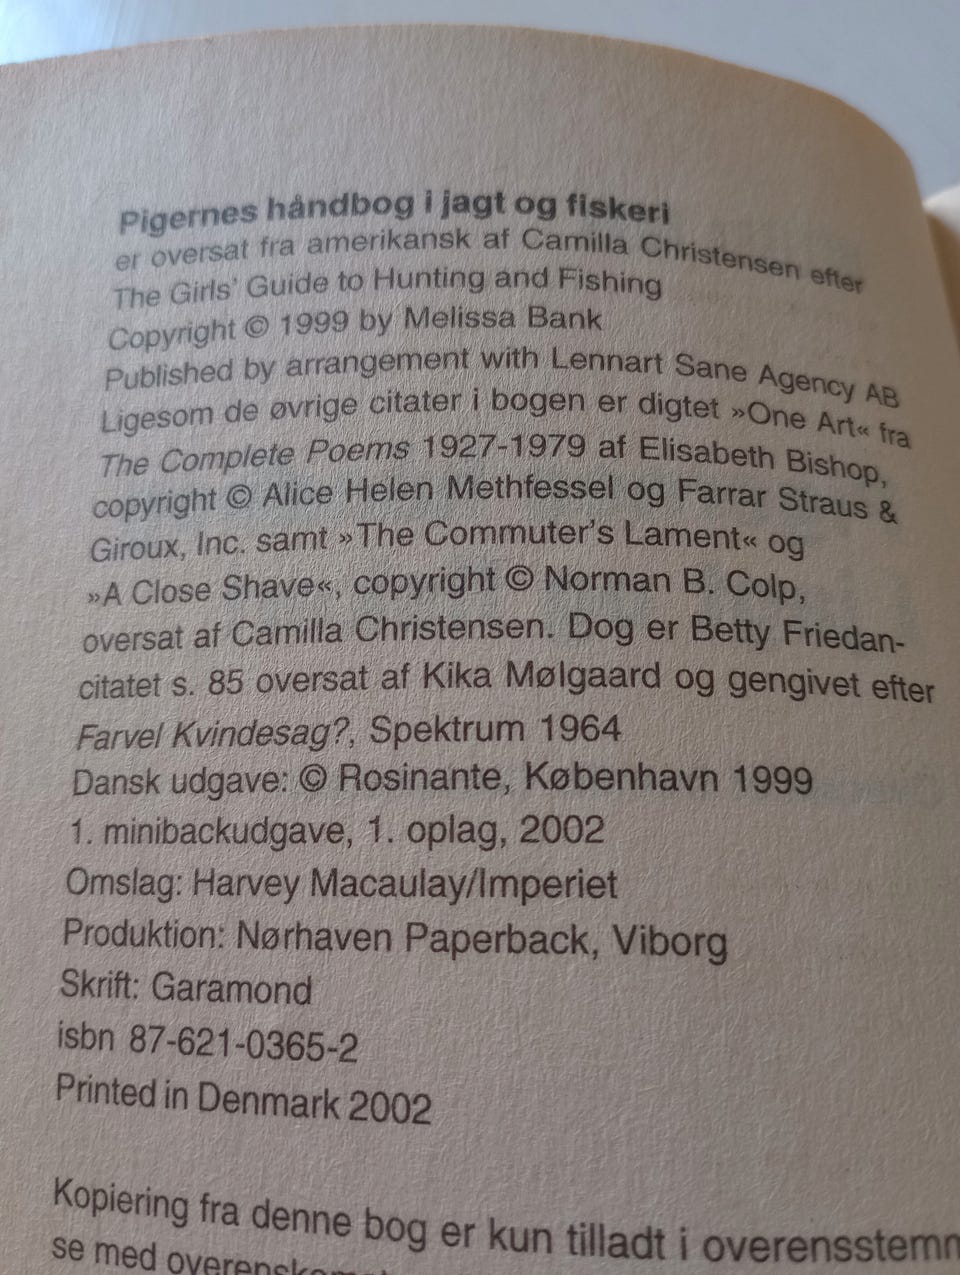 Pigernes håndbog i jagt og fiskeri
er oversat fra amerikansk af Camilla Christensen efter
The Girls' Guide to Hunting and Fishing
Copyright © 1999 by Melissa Bank
Published by arrangement with Lennart Sane Agency AB
Ligesom de øvrige citater i bogen er digtet »One Art« fra
The Complete Poems 1927-1979 af Elisabeth Bishop,
copyright © Alice Helen Methfessel og Farrar Straus &
Giroux, Inc. samt »The Commuter's Lament« og
»A Close Shave«, copyright © Norman B. Colp,
oversat af Camilla Christensen. Dog er Betty Friedan-
citatet s. 85 oversat af Kika Mølgaard og gengivet efter
Farvel Kvindesag?, Spektrum 1964
Dansk udgave: © Rosinante, København 1999
1. minibackudgave, 1. oplag, 2002
Omslag: Harvey Macaulay/Imperiet
Produktion: Nørhaven Paperback, Viborg
Skrift: Garamond
isbn 87-621-0365-2
Printed in Denmark 2002
Kopiering fra denne bog er kun tilladt i overensstem
se med